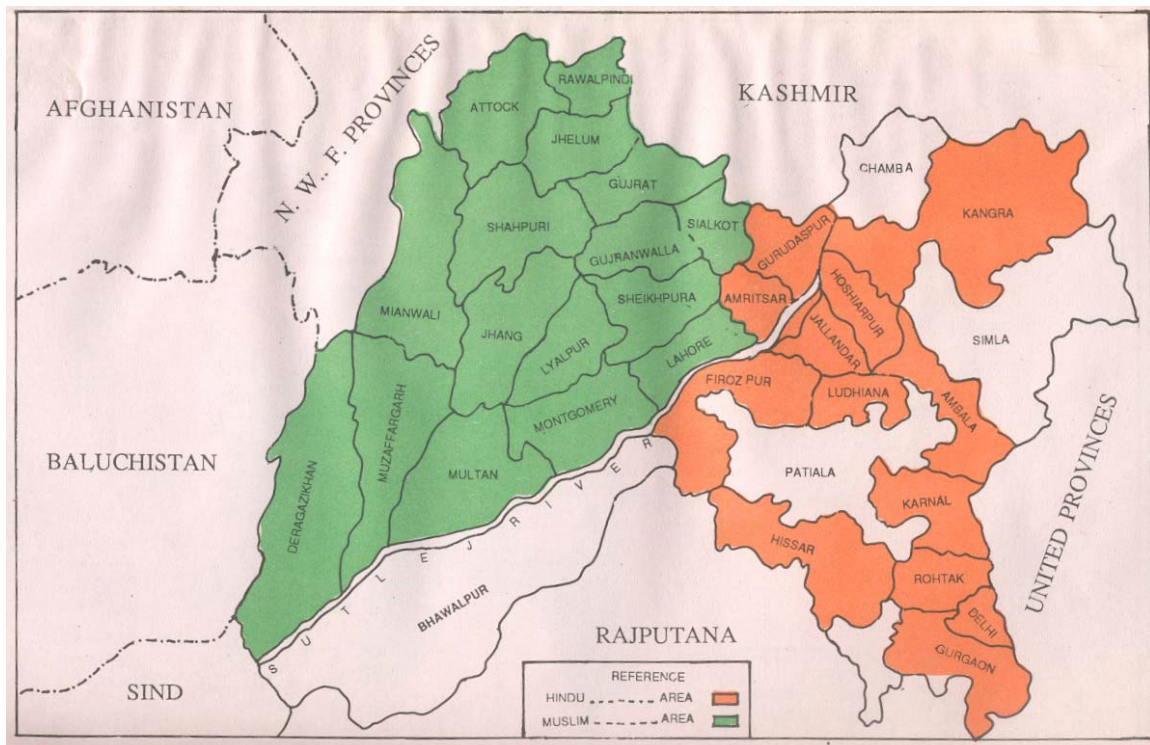 AFGHANISTAN
N. W.. F. PROVINCES
KASHMIR
RAWALPINDI
ATTOCK
JHELUM
CHAMBA
GUJRAT
KANGRA
SHAHPURI
SIALKOT
GURUDASPUR
GUJRANWALLA
HOSHIARPUR
MIANWALI
SHEIKHPURA
AMRITSAR
JHANG
LYALPUR
LAHORE
JALLANDAR
SIMLA
FIROZ PUR
LUDHIANA
AMBALA
MUZAFFARGARH
MONTGOMERY
BALUCHISTAN
MULTAN
PATIALA
DERAGAZIKHAN
KARNAL
HISSAR
UNITED PROVINCES
SUTLEJ RIVER
BHAWALPUR
ROHTAK
DELHI
RAJPUTANA
GURGAON
SIND
REFERENCE
HINDU AREA
MUSLIM AREA